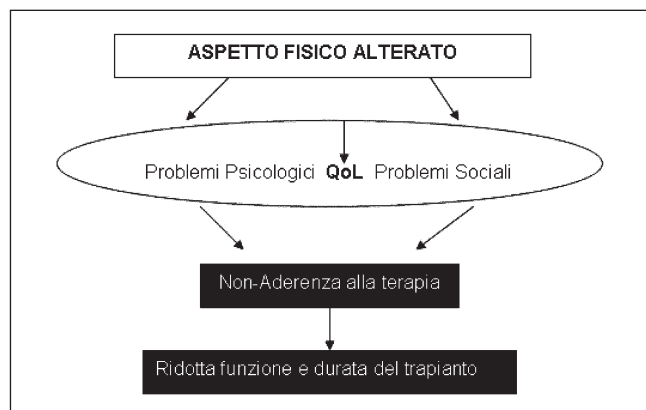 ASPETTO FISICO ALTERATO
Problemi Psicologici QoL Problemi Sociali
Non-Aderenza alla terapia
Ridotta funzione e durata del trapianto